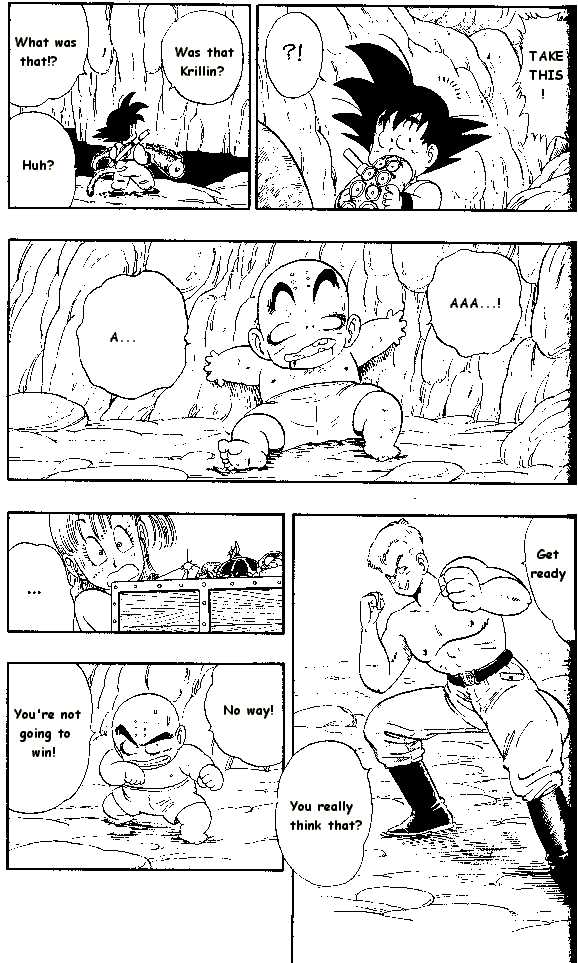 TAKE
THIS
!
?!
Was that
Krillin?
!
What was
that!?
Huh?
AAA...!
A...
Get
ready
You really
think that?
...
No way!
You're not
going to
win!